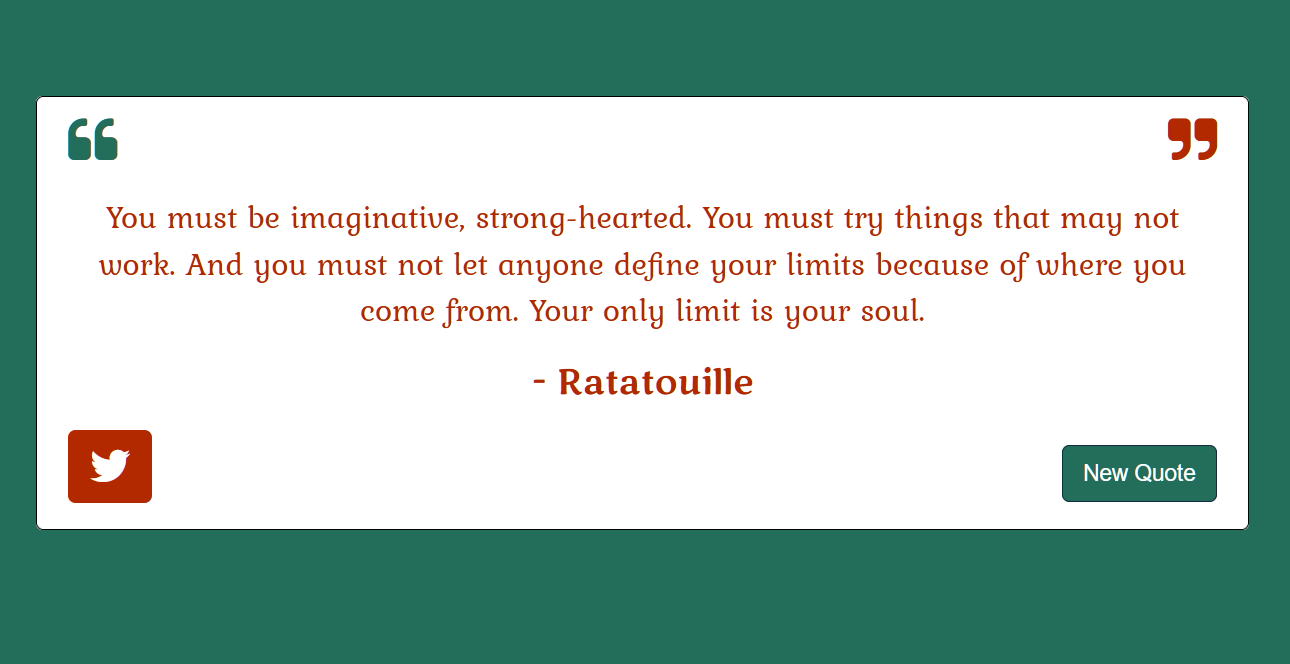 You must be imaginative, strong-hearted. You must try things that may not
work. And you must not let anyone define your limits because of where you
come from. Your only limit is your soul.
- Ratatouille
New Quote